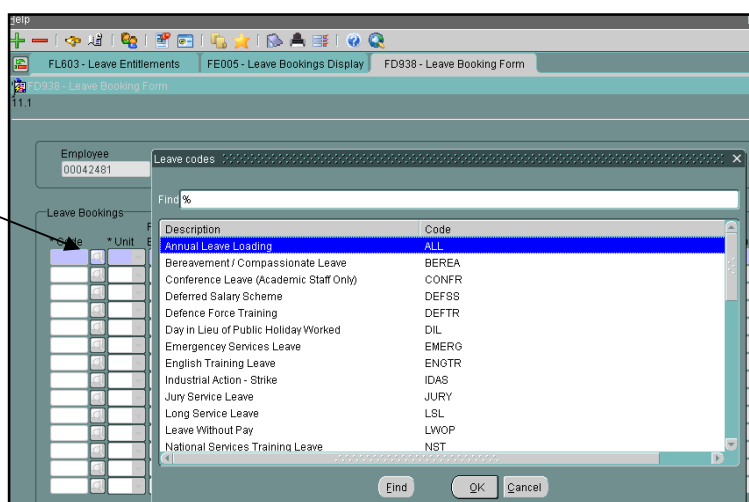 Help
FL603 - Leave Entitlements FE005 - Leave Bookings Display FD938 - Leave Booking Form
FD938 - Leave Booking Form
11.1
Employee
00042481
Leave codes
Find %
Leave Bookings
* Code * Unit
Description Code
Annual Leave Loading ALL
Bereavement / Compassionate Leave BEREA
Conference Leave (Academic Staff Only) CONFR
Deferred Salary Scheme DEFSS
Defence Force Training DEFTR
Day in Lieu of Public Holiday Worked DIL
Emergencey Services Leave EMERG
English Training Leave ENGTR
Industrial Action - Strike IDAS
Jury Service Leave JURY
Long Service Leave LSL
Leave Without Pay LWOP
National Services Training Leave NST
Find OK Cancel